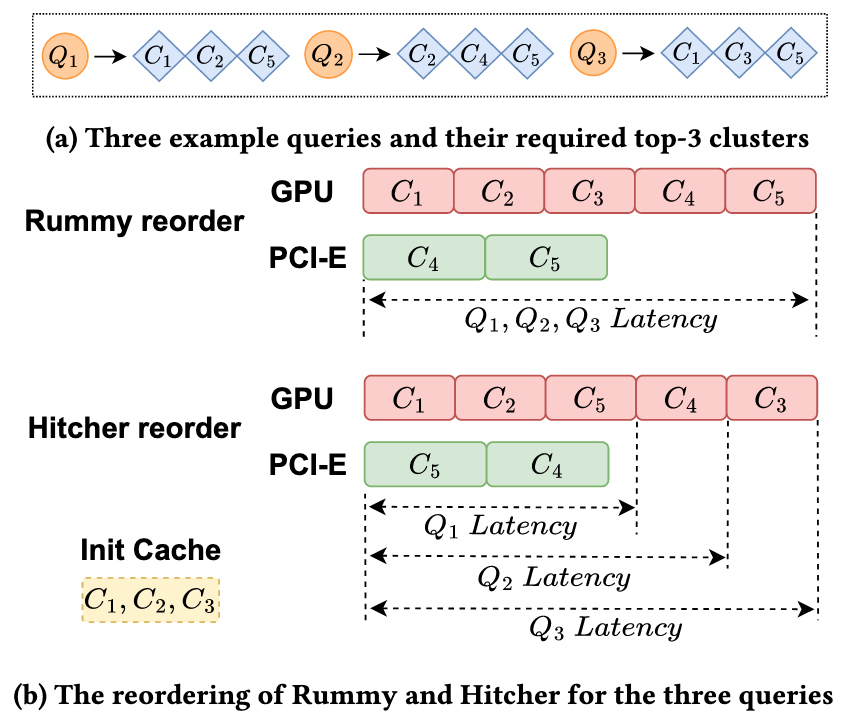 Q1 → C1 C2 C5 Q2 → C2 C4 C5 Q3 → C1 C3 C5
(a) Three example queries and their required top-3 clusters
GPU C1 C2 C3 C4 C5
Rummy reorder
PCI-E C4 C5
Q1, Q2, Q3 Latency
GPU C1 C2 C5 C4 C3
Hitcher reorder
PCI-E C5 C4
Q1 Latency
Init Cache
Q2 Latency
C1, C2, C3
Q3 Latency
(b) The reordering of Rummy and Hitcher for the three queries